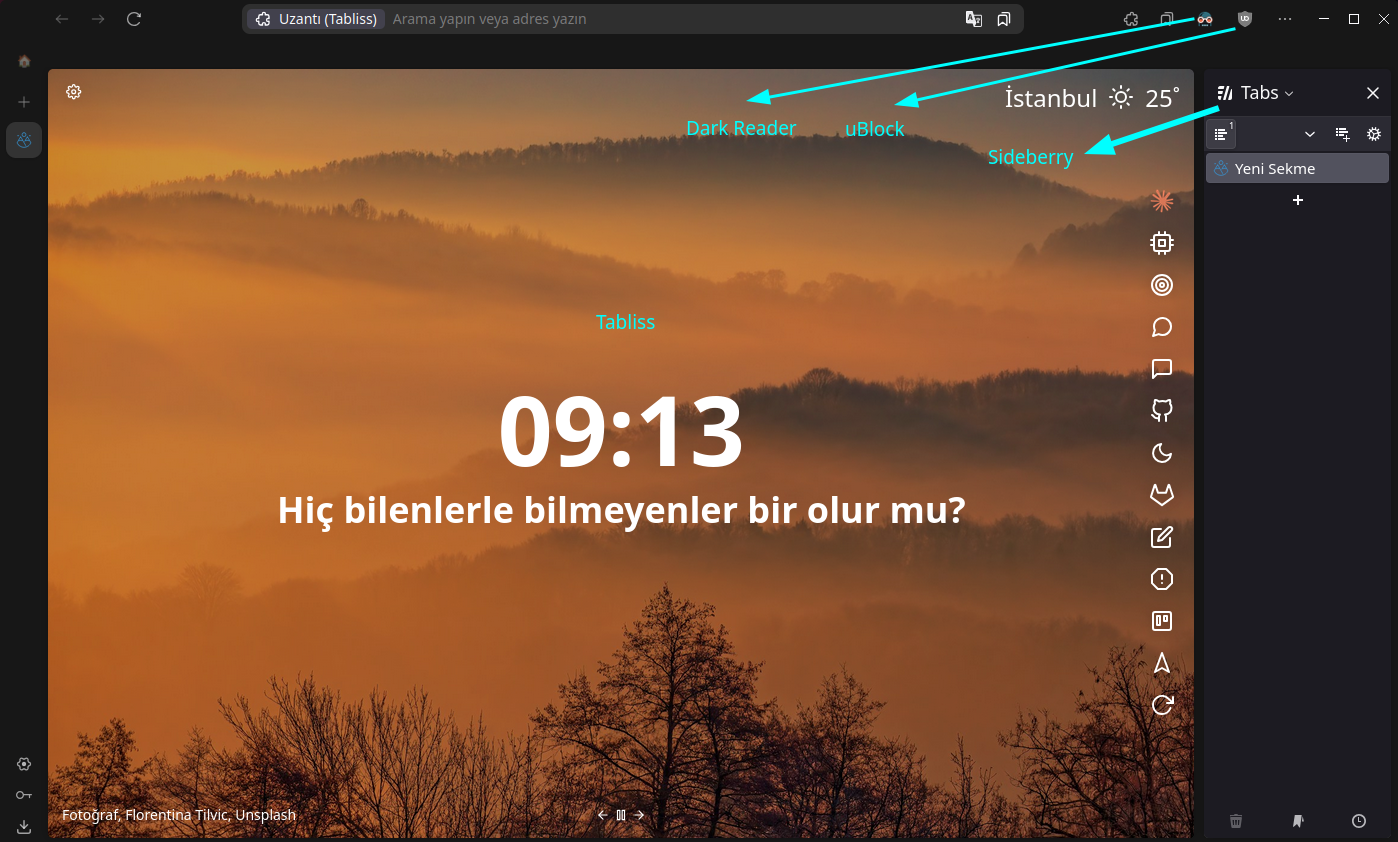 Uzantı (Tabliss) Arama yapın veya adres yazın
UD
İstanbul 25°
Tabs
Dark Reader
uBlock
Sideberry
1
Yeni Sekme
Tabliss
09:13
Hiç bilenlerle bilmeyenler bir olur mu?
Fotoğraf, Florentina Tilvic, Unsplash